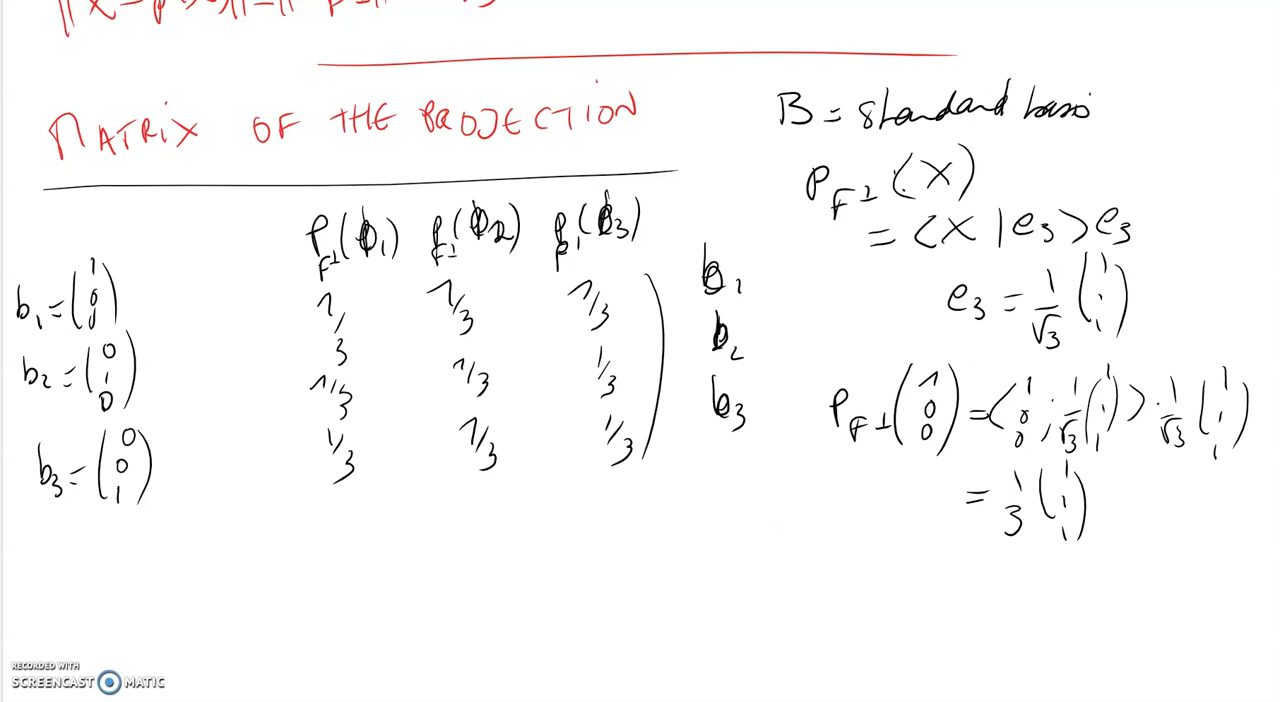 MATRIX OF THE PROJECTION
B = standard basis
P_F⊥(X)
= <X | e_3> e_3
e_3 = 1/√3 (1 1 1)
P_F⊥(b_1) P_F⊥(b_2) P_F⊥(b_3)
b_1 = (1 0 0)
1/3 1/3 1/3 b_1
b_2 = (0 1 0)
1/3 1/3 1/3 b_2
b_3 = (0 0 1)
1/3 1/3 1/3 b_3
P_F⊥(1 0 0) = <1 0 0 ; 1/√3 (1 1 1)> . 1/√3 (1 1 1)
= 1/3 (1 1 1)
RECORDED WITH
SCREENCAST MATIC